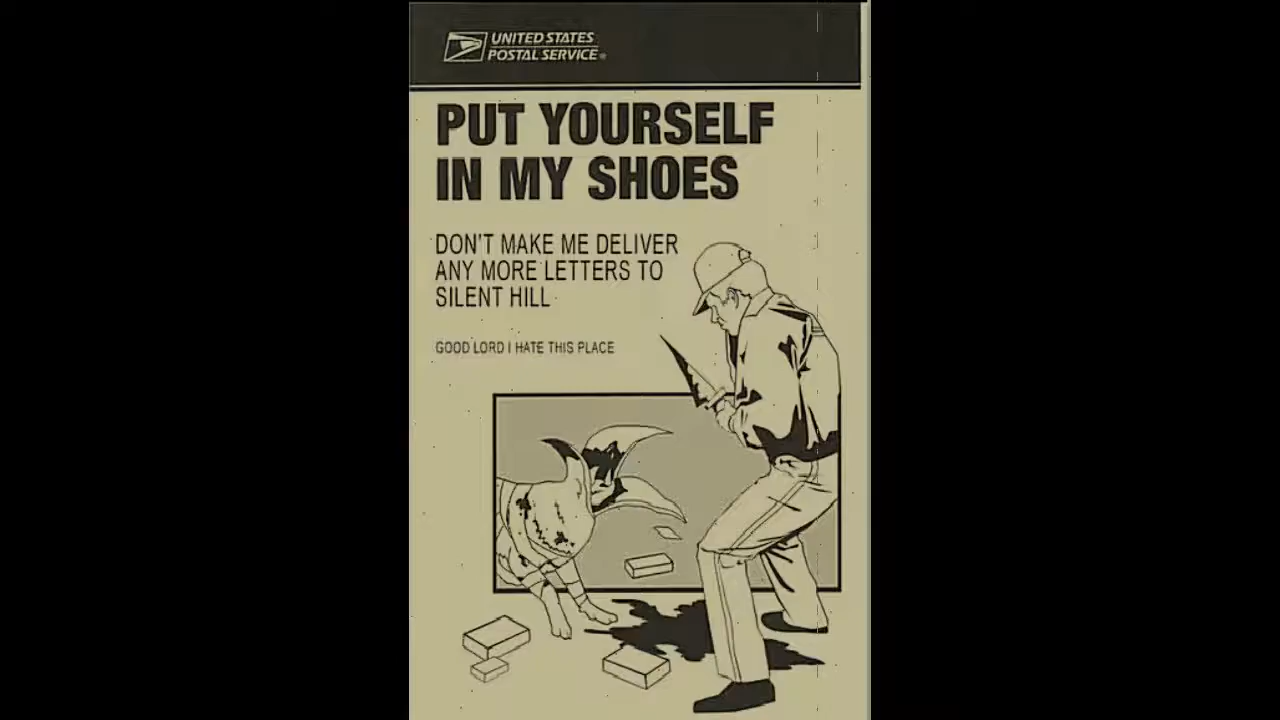 UNITED STATES
POSTAL SERVICE®
PUT YOURSELF
IN MY SHOES
DON'T MAKE ME DELIVER
ANY MORE LETTERS TO
SILENT HILL
GOOD LORD I HATE THIS PLACE